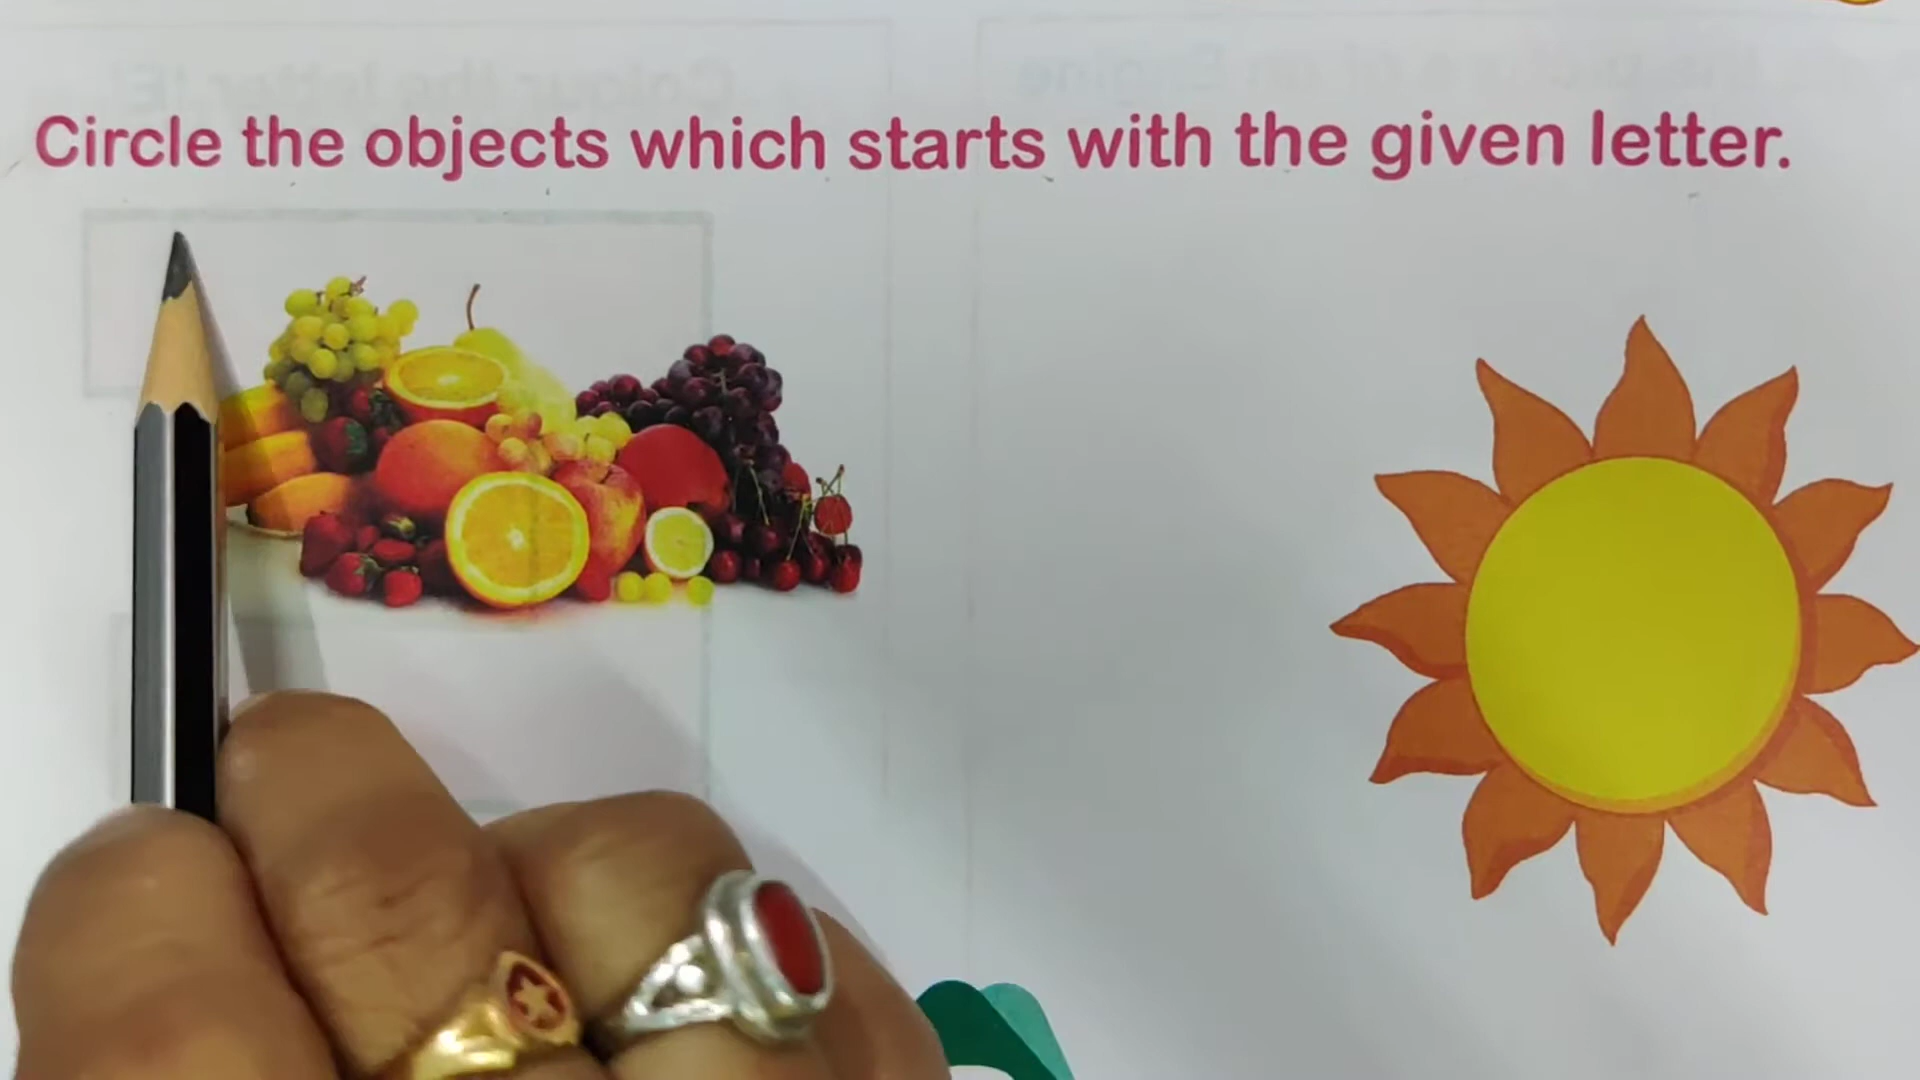 Circle the objects which starts with the given letter.